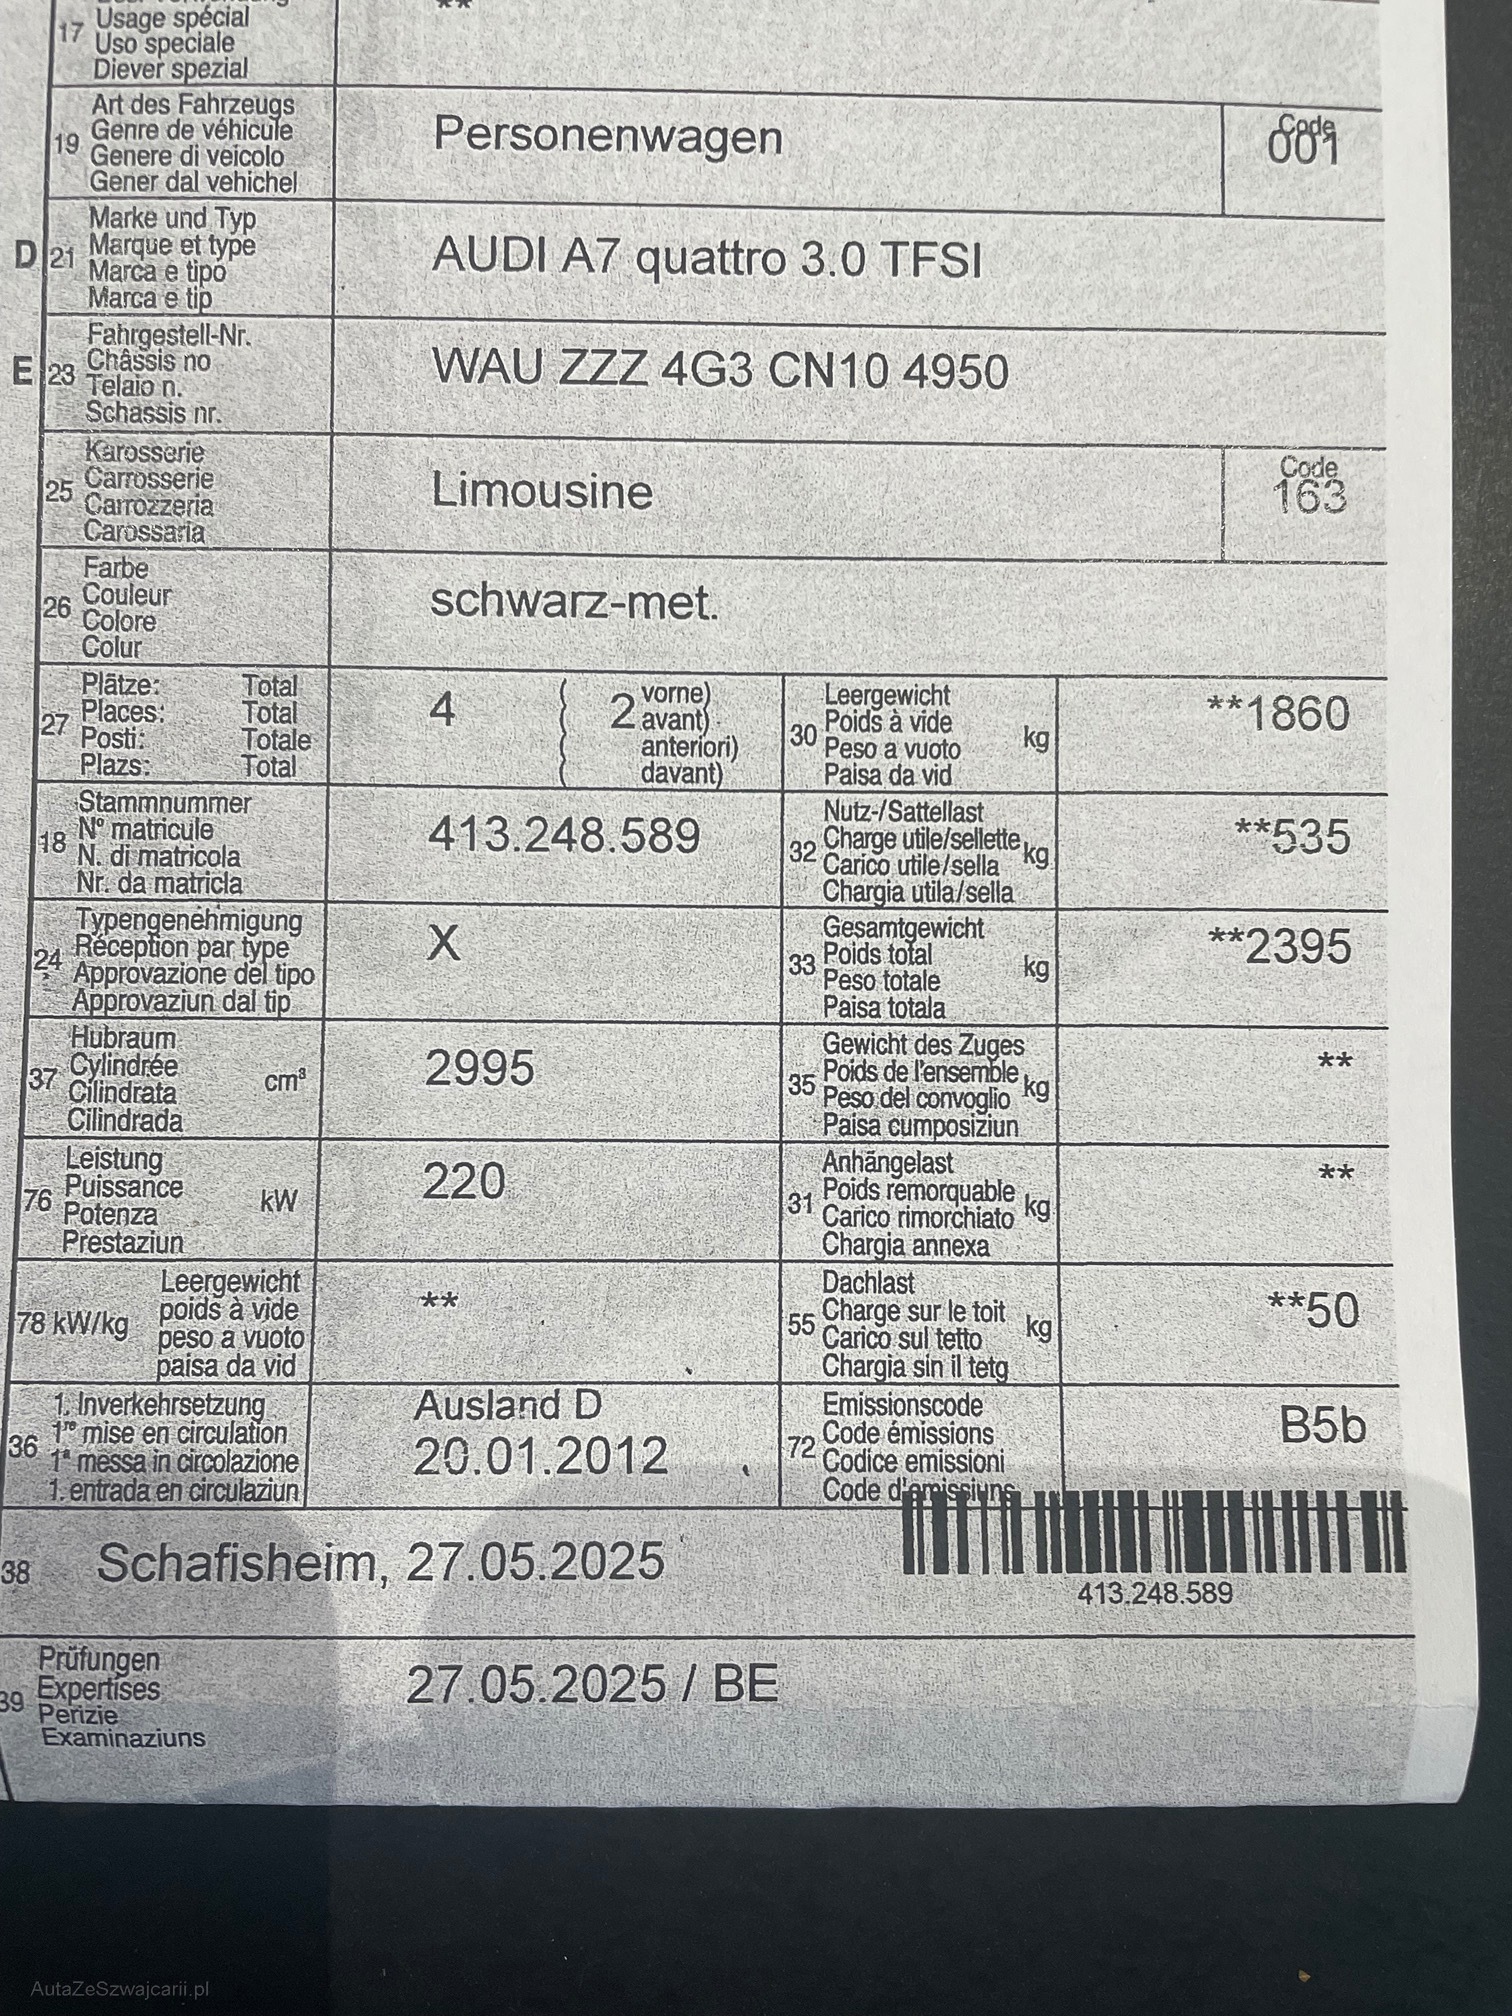 **
17 Usage spécial
Uso speciale
Diever spezial
Art des Fahrzeugs
19 Genre de véhicule
Genere di veicolo
Gener dal vehichel
Personenwagen
Code
001
Marke und Typ
D 21 Marque et type
Marca e tipo
Marca e tip
AUDI A7 quattro 3.0 TFSI
Fahrgestell-Nr.
E 23 Châssis no
Telaio n.
Schassis nr.
WAU ZZZ 4G3 CN10 4950
Karosserie
25 Carrosserie
Carrozzeria
Carossaria
Limousine
Code
163
Farbe
26 Couleur
Colore
Colur
schwarz-met.
Plätze: Total
27 Places: Total
Posti: Totale
Plazs: Total
4 ( 2 vorne)
( avant)
( anteriori)
( davant)
Leergewicht
30 Poids à vide kg
Peso a vuoto
Paisa da vid
**1860
Stammnummer
18 Nº matricule
N. di matricola
Nr. da matricla
413.248.589
Nutz-/Sattellast
32 Charge utile/sellette kg
Carico utile/sella
Chargia utila/sella
**535
Typengenehmigung
24 Réception par type
Approvazione del tipo
Approvaziun dal tip
X
Gesamtgewicht
33 Poids total kg
Peso totale
Paisa totala
**2395
Hubraum
37 Cylindrée cm³
Cilindrata
Cilindrada
2995
Gewicht des Zuges
35 Poids de l'ensemble kg
Peso del convoglio
Paisa cumposiziun
**
Leistung
76 Puissance kW
Potenza
Prestaziun
220
Anhängelast
31 Poids remorquable kg
Carico rimorchiato
Chargia annexa
**
Leergewicht
78 kW/kg poids à vide
peso a vuoto
paisa da vid
**
Dachlast
55 Charge sur le toit kg
Carico sul tetto
Chargia sin il tetg
**50
1. Inverkehrsetzung
36 1re mise en circulation
1ª messa in circolazione
1. entrada en circulaziun
Ausland D
20.01.2012
Emissionscode
72 Code émissions
Codice emissioni
Code d'emissiuns
B5b
38 Schafisheim, 27.05.2025
413.248.589
Prüfungen
39 Expertises
Perizie
Examinaziuns
27.05.2025 / BE
AutaZeSzwajcarii.pl